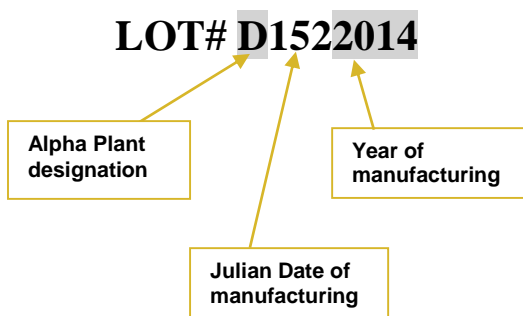 LOT# D1522014
Alpha Plant
designation
Year of
manufacturing
Julian Date of
manufacturing